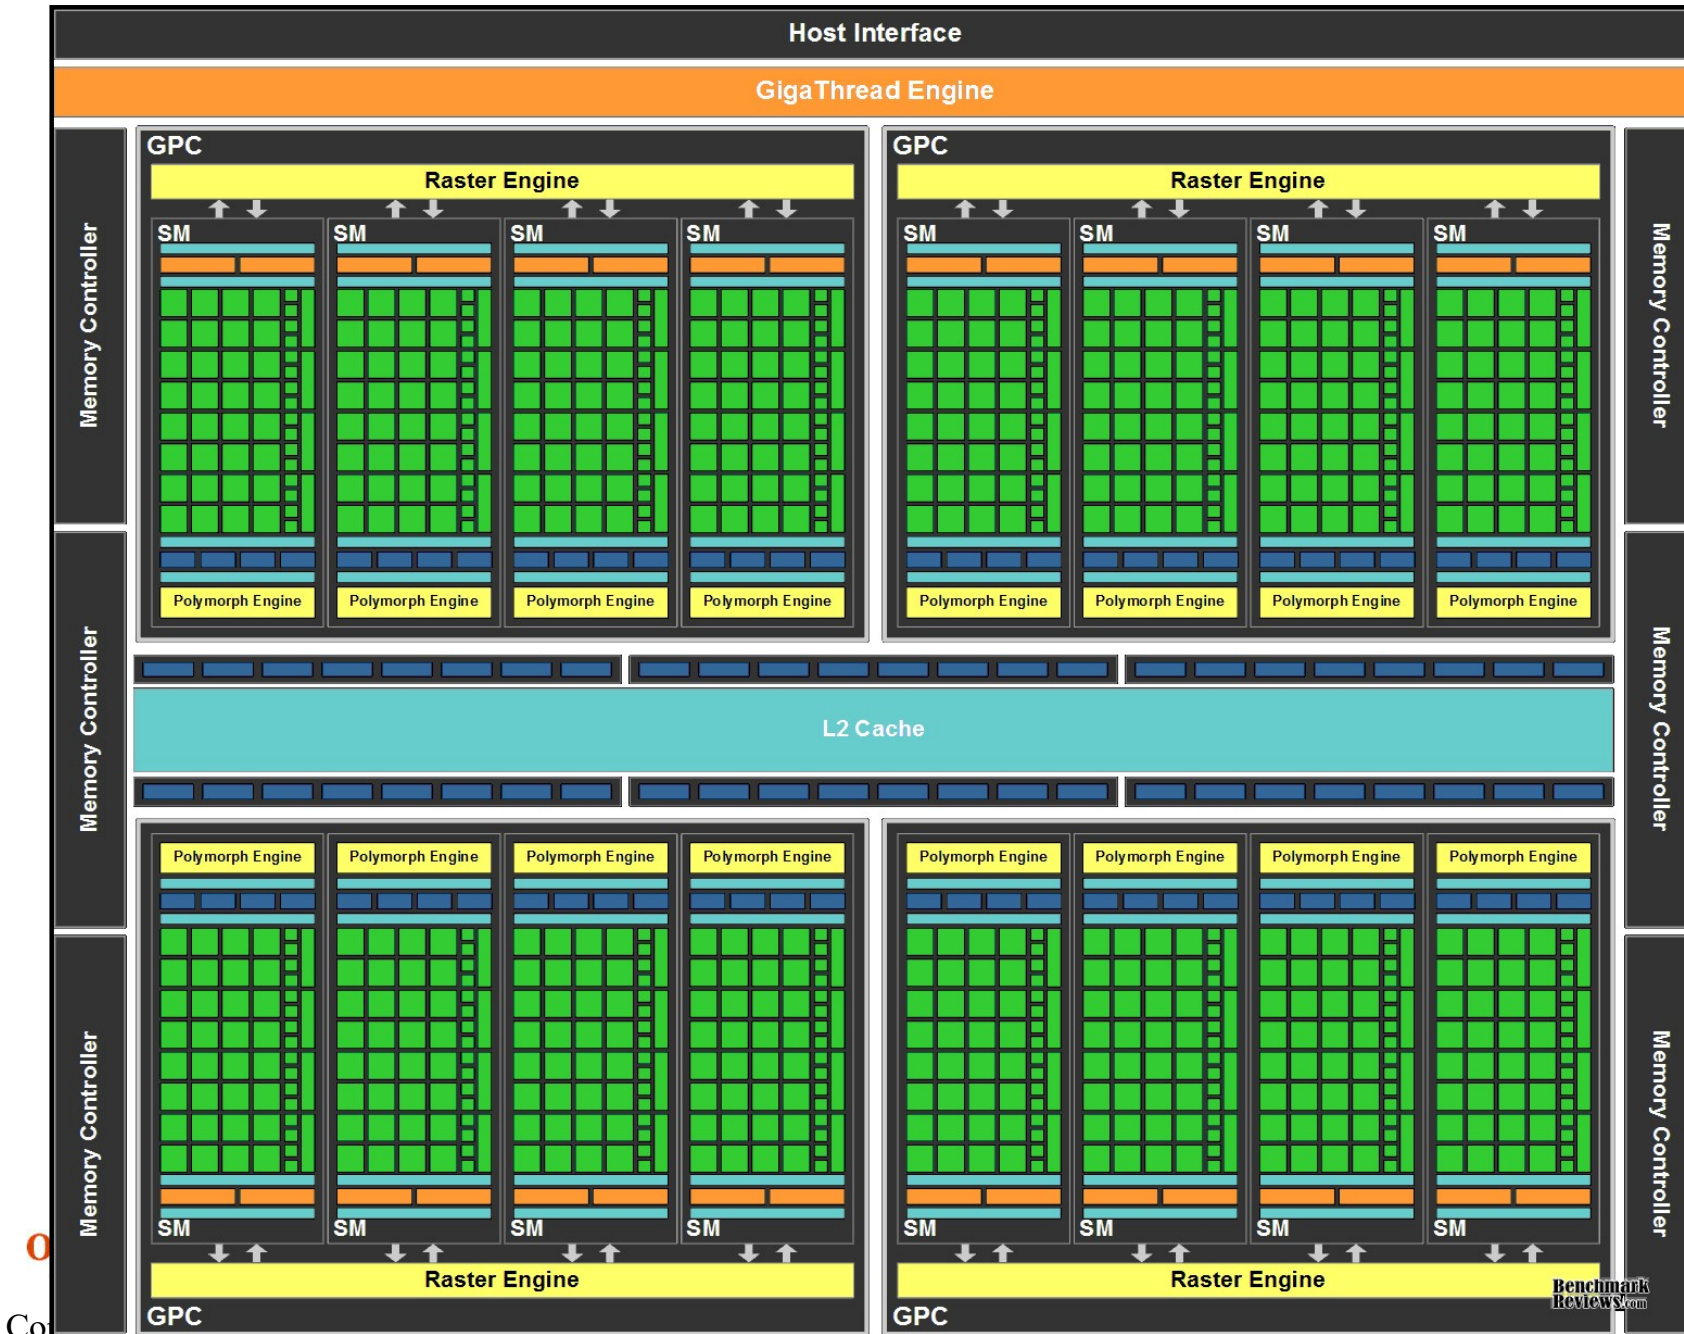 Host Interface
GigaThread Engine
GPC
GPC
Raster Engine
Raster Engine
SM SM SM SM
SM SM SM SM
Memory Controller
Memory Controller
Polymorph Engine Polymorph Engine Polymorph Engine Polymorph Engine
Polymorph Engine Polymorph Engine Polymorph Engine Polymorph Engine
L2 Cache
Memory Controller
Memory Controller
Polymorph Engine Polymorph Engine Polymorph Engine Polymorph Engine
Polymorph Engine Polymorph Engine Polymorph Engine Polymorph Engine
Memory Controller
Memory Controller
SM SM SM SM
SM SM SM SM
Raster Engine
Raster Engine
GPC
GPC
Benchmark
Reviews.com